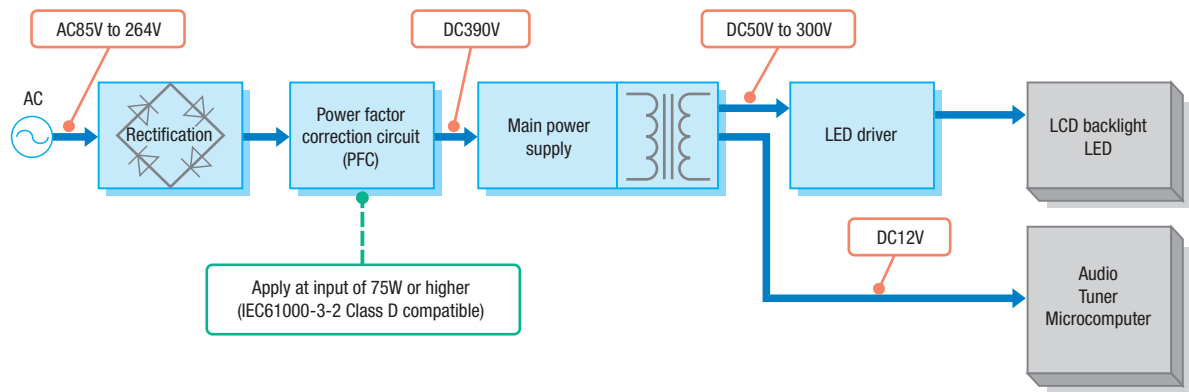 AC85V to 264V
DC390V
DC50V to 300V
AC
Rectification
Power factor
correction circuit
(PFC)
Main power
supply
LED driver
LCD backlight
LED
DC12V
Apply at input of 75W or higher
(IEC61000-3-2 Class D compatible)
Audio
Tuner
Microcomputer